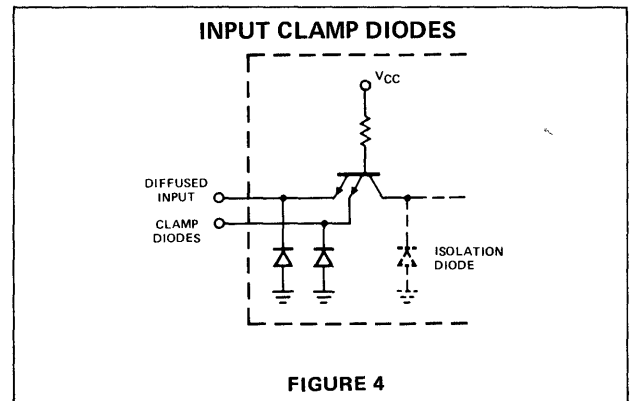 INPUT CLAMP DIODES
VCC
DIFFUSED
INPUT
CLAMP
DIODES
ISOLATION
DIODE
FIGURE 4